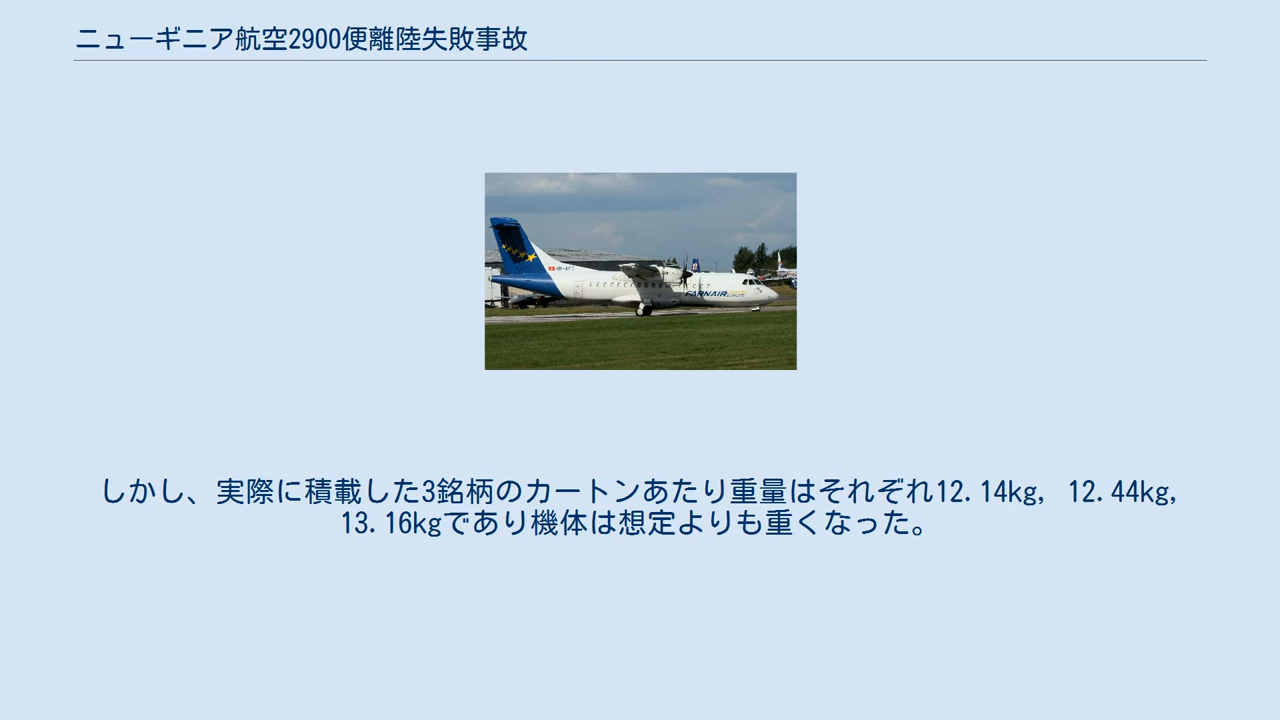 ニューギニア航空2900便離陸失敗事故
FARNAIR
しかし、実際に積載した3銘柄のカートンあたり重量はそれぞれ12.14kg, 12.44kg,
13.16kgであり機体は想定よりも重くなった。